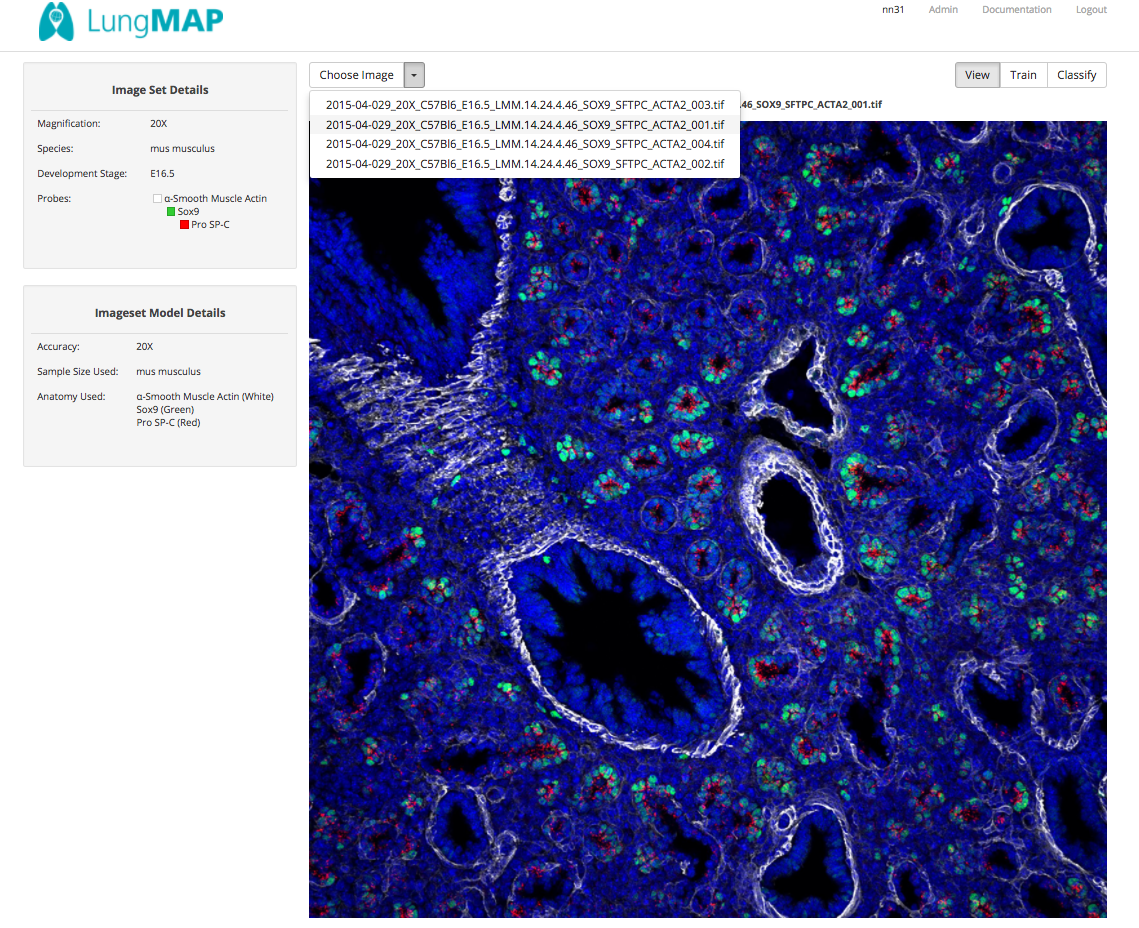 LungMAP
nn31 Admin Documentation Logout
Image Set Details
Magnification: 20X
Species: mus musculus
Development Stage: E16.5
Probes: α-Smooth Muscle Actin
Sox9
Pro SP-C
Imageset Model Details
Accuracy: 20X
Sample Size Used: mus musculus
Anatomy Used: α-Smooth Muscle Actin (White)
Sox9 (Green)
Pro SP-C (Red)
Choose Image
View Train Classify
.46_SOX9_SFTPC_ACTA2_001.tif
2015-04-029_20X_C57Bl6_E16.5_LMM.14.24.4.46_SOX9_SFTPC_ACTA2_003.tif
2015-04-029_20X_C57Bl6_E16.5_LMM.14.24.4.46_SOX9_SFTPC_ACTA2_001.tif
2015-04-029_20X_C57Bl6_E16.5_LMM.14.24.4.46_SOX9_SFTPC_ACTA2_004.tif
2015-04-029_20X_C57Bl6_E16.5_LMM.14.24.4.46_SOX9_SFTPC_ACTA2_002.tif